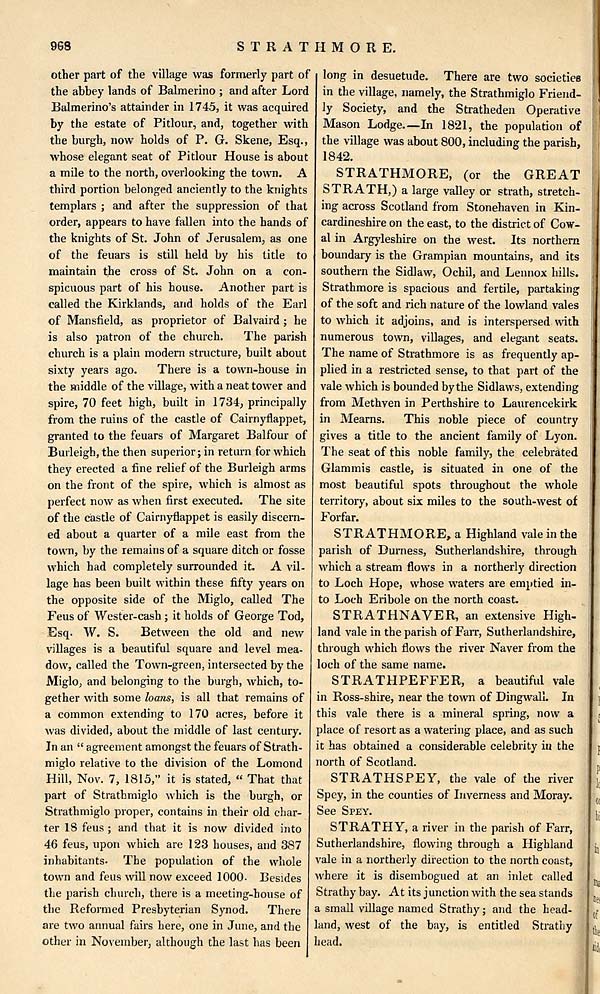 968
STRATHMORE.
other part of the village was formerly part of
the abbey lands of Balmerino ; and after Lord
Balmerino's attainder in 1745, it was acquired
by the estate of Pitlour, and, together with
the burgh, now holds of P. G. Skene, Esq.,
whose elegant seat of Pitlour House is about
a mile to the north, overlooking the town. A
third portion belonged anciently to the knights
templars ; and after the suppression of that
order, appears to have fallen into the hands of
the knights of St. John of Jerusalem, as one
of the feuars is still held by his title to
maintain the cross of St. John on a con-
spicuous part of his house. Another part is
called the Kirklands, and holds of the Earl
of Mansfield, as proprietor of Balvaird ; he
is also patron of the church. The parish
church is a plain modern structure, built about
sixty years ago. There is a town-house in
the middle of the village, with a neat tower and
spire, 70 feet high, built in 1734, principally
from the ruins of the castle of Cairnyflappet,
granted to the feuars of Margaret Balfour of
Burleigh, the then superior; in return for which
they erected a fine relief of the Burleigh arms
on the front of the spire, which is almost as
perfect now as when first executed. The site
of the castle of Cairnyflappet is easily discern-
ed about a quarter of a mile east from the
town, by the remains of a square ditch or fosse
which had completely surrounded it. A vil-
lage has been built within these fifty years on
the opposite side of the Miglo, called The
Feus of Wester-cash ; it holds of George Tod,
Esq. W. S. Between the old and new
villages is a beautiful square and level mea-
dow, called the Town-green, intersected by the
Miglo, and belonging to the burgh, which, to-
gether with some loans, is all that remains of
a common extending to 170 acres, before it
was divided, about the middle of last century.
In an " agreement amongst the feuars of Strath-
miglo relative to the division of the Lomond
Hill, Nov. 7, 1815," it is stated, " That that
part of Strathmiglo which is the burgh, or
Strathmiglo proper, contains in their old char-
ter 18 feus ; and that it is now divided into
46 feus, upon which are 123 houses, and 387
inhabitants. The population of the whole
town and feus will now exceed 1000. Besides
the parish church, there is a meeting-house of
the Reformed Presbyterian Synod. There
are two annual fairs here, one in June, and the
other in November, although the last has been
long in desuetude. There are two societies
in the village, namely, the Strathmiglo Friend-
ly Society, and the Stratheden Operative
Mason Lodge.—In 1821, the population of
the village was about 800, including the parish,
1842.
STRATHMORE, (or the GREAT
STRATH,) a large valley or strath, stretch-
ing across Scotland from Stonehaven in Kin-
cardineshire on the east, to the district of Cow-
al in Argyleshire on the west. Its northern
boundary is the Grampian mountains, and its
southern the Sidlaw, Ochil, and Lennox hills.
Strathmore is spacious and fertile, partaking
of the soft and rich nature of the lowland vales
to which it adjoins, and is interspersed with
numerous town, villages, and elegant seats.
The name of Strathmore is as frequently ap-
plied in a restricted sense, to that part of the
vale which is bounded by the Sidlaws, extending
from Methven in Perthshire to Laurencekirk
in Mearns. This noble piece of country
gives a title to the ancient family of Lyon.
The seat of this noble family, the celebrated
Glammis castle, is situated in one of the
most beautiful spots throughout the whole
territory, about six miles to the south-west of
Forfar.
STRATHMORE, a Highland vale in the
parish of Durness, Sutherlandshire, through
which a stream flows in a northerly direction
to Loch Hope, whose waters are emptied in-
to Loch Eribole on the north coast.
STRATHNAVER, an extensive High-
land vale in the parish of Farr, Sutherlandshire,
through which flows the river Naver from the
loch of the same name.
STRATHPEFFER, a beautiful vale
in Ross-shire, near the town of Dingwall. In
this vale there is a mineral spring, now a
place of resort as a watering place, and as such
it has obtained a considerable celebrity in the
north of Scotland.
STRATHSPEY, the vale of the river
Spey, in the counties of Inverness and Moray.
See SPEY.
STRATHY, a river in the parish of Farr,
Sutherlandshire, flowing through a Highland
vale in a northerly direction to the north coast,
where it is disembogued at an inlet called
Strathy bay. At its junction with the sea stands
a small village named Strathy ; and the head-
land, west of the bay, is entitled Strathy
head.